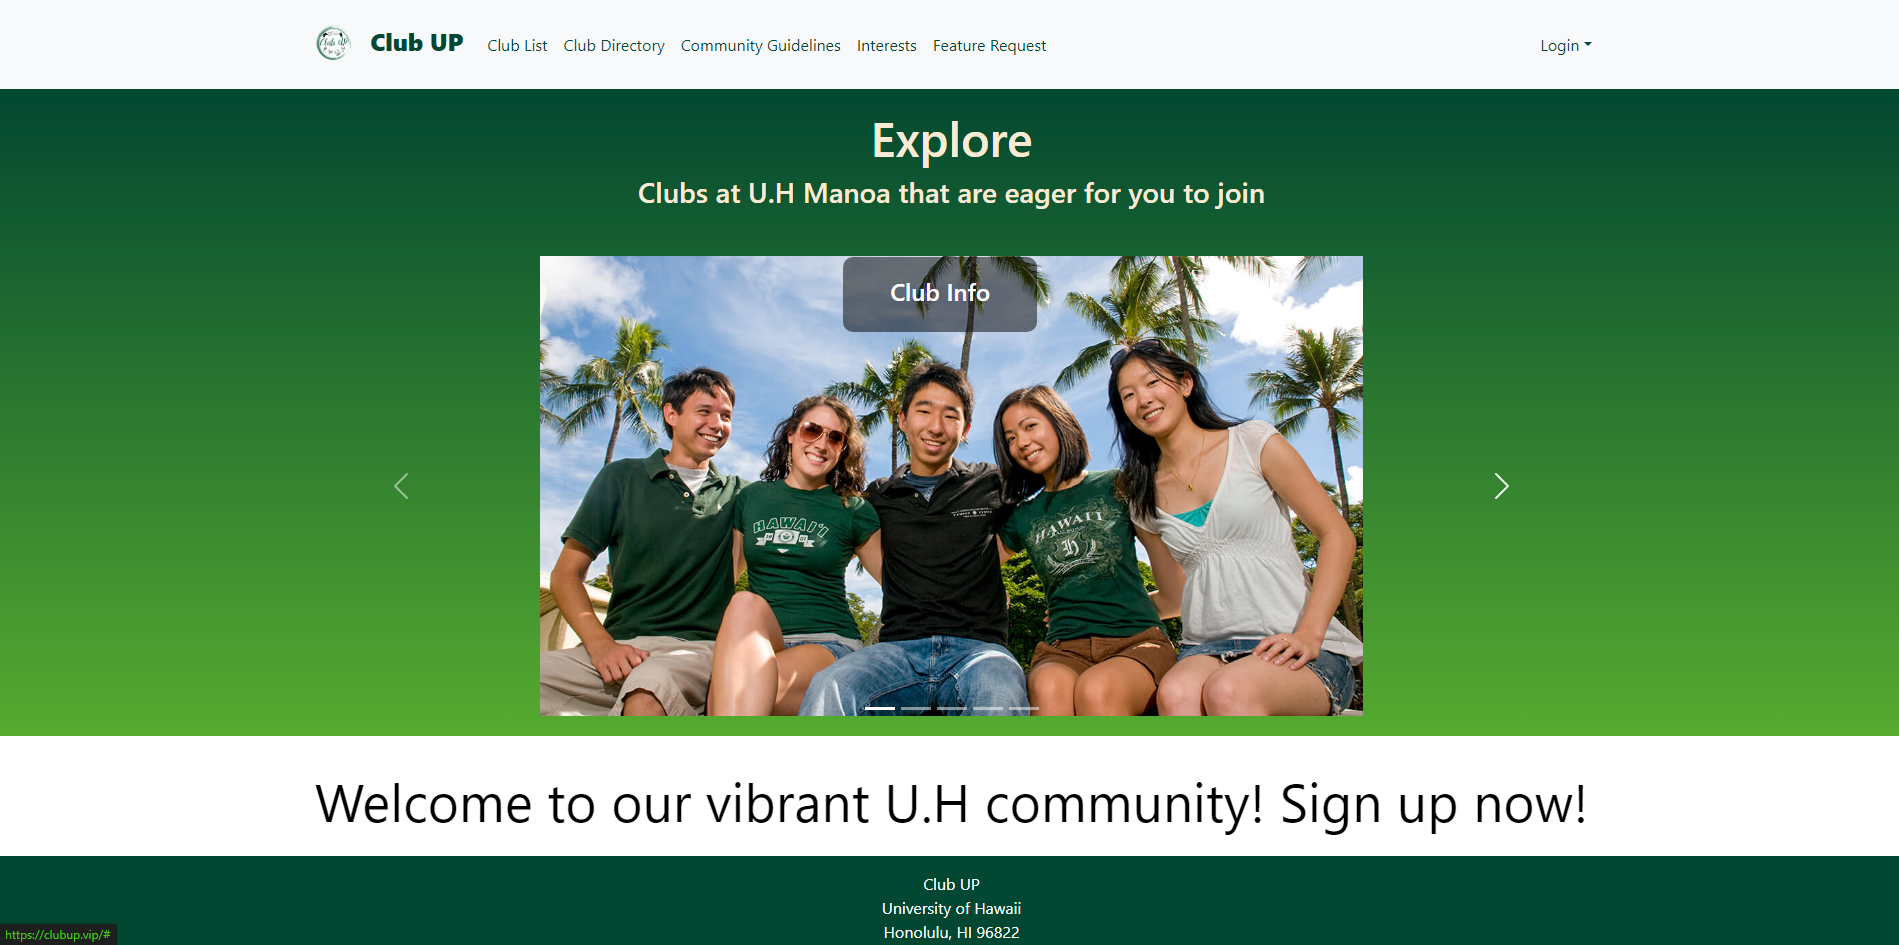 Club UP
Club UP Club List Club Directory Community Guidelines Interests Feature Request Login
Explore
Clubs at U.H Manoa that are eager for you to join
Club Info
HAWAI'I
HAWAII
H
Welcome to our vibrant U.H community! Sign up now!
Club UP
University of Hawaii
Honolulu, HI 96822
https://clubup.vip/#